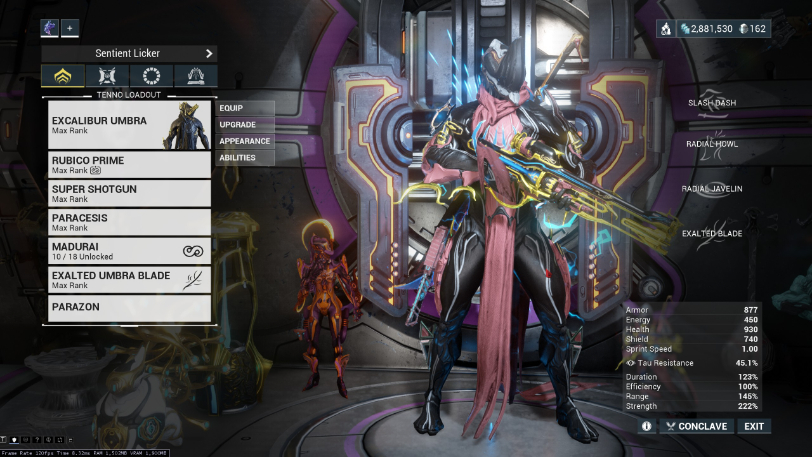 +
2,881,530 162
Sentient Licker
TENNO LOADOUT
EXCALIBUR UMBRA
Max Rank
EQUIP
UPGRADE
APPEARANCE
ABILITIES
RUBICO PRIME
Max Rank
SUPER SHOTGUN
Max Rank
PARACESIS
Max Rank
MADURAI
10 / 18 Unlocked
EXALTED UMBRA BLADE
Max Rank
PARAZON
SLASH DASH
RADIAL HOWL
RADIAL JAVELIN
EXALTED BLADE
Armor 877
Energy 450
Health 930
Shield 740
Sprint Speed 1.00
Tau Resistance 45.1%
Duration 123%
Efficiency 100%
Range 145%
Strength 222%
CONCLAVE EXIT